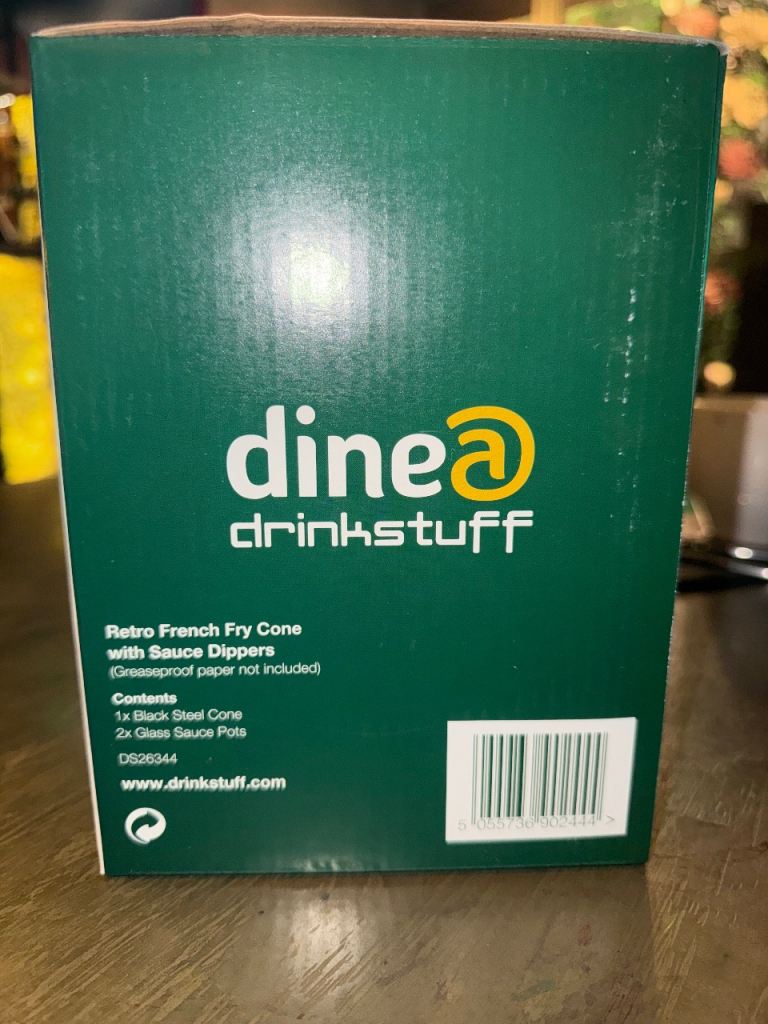 dine@
drinkstuff
Retro French Fry Cone
with Sauce Dippers
(Greaseproof paper not included)
Contents
1x Black Steel Cone
2x Glass Sauce Pots
DS26344
www.drinkstuff.com
5 055736 902444 >